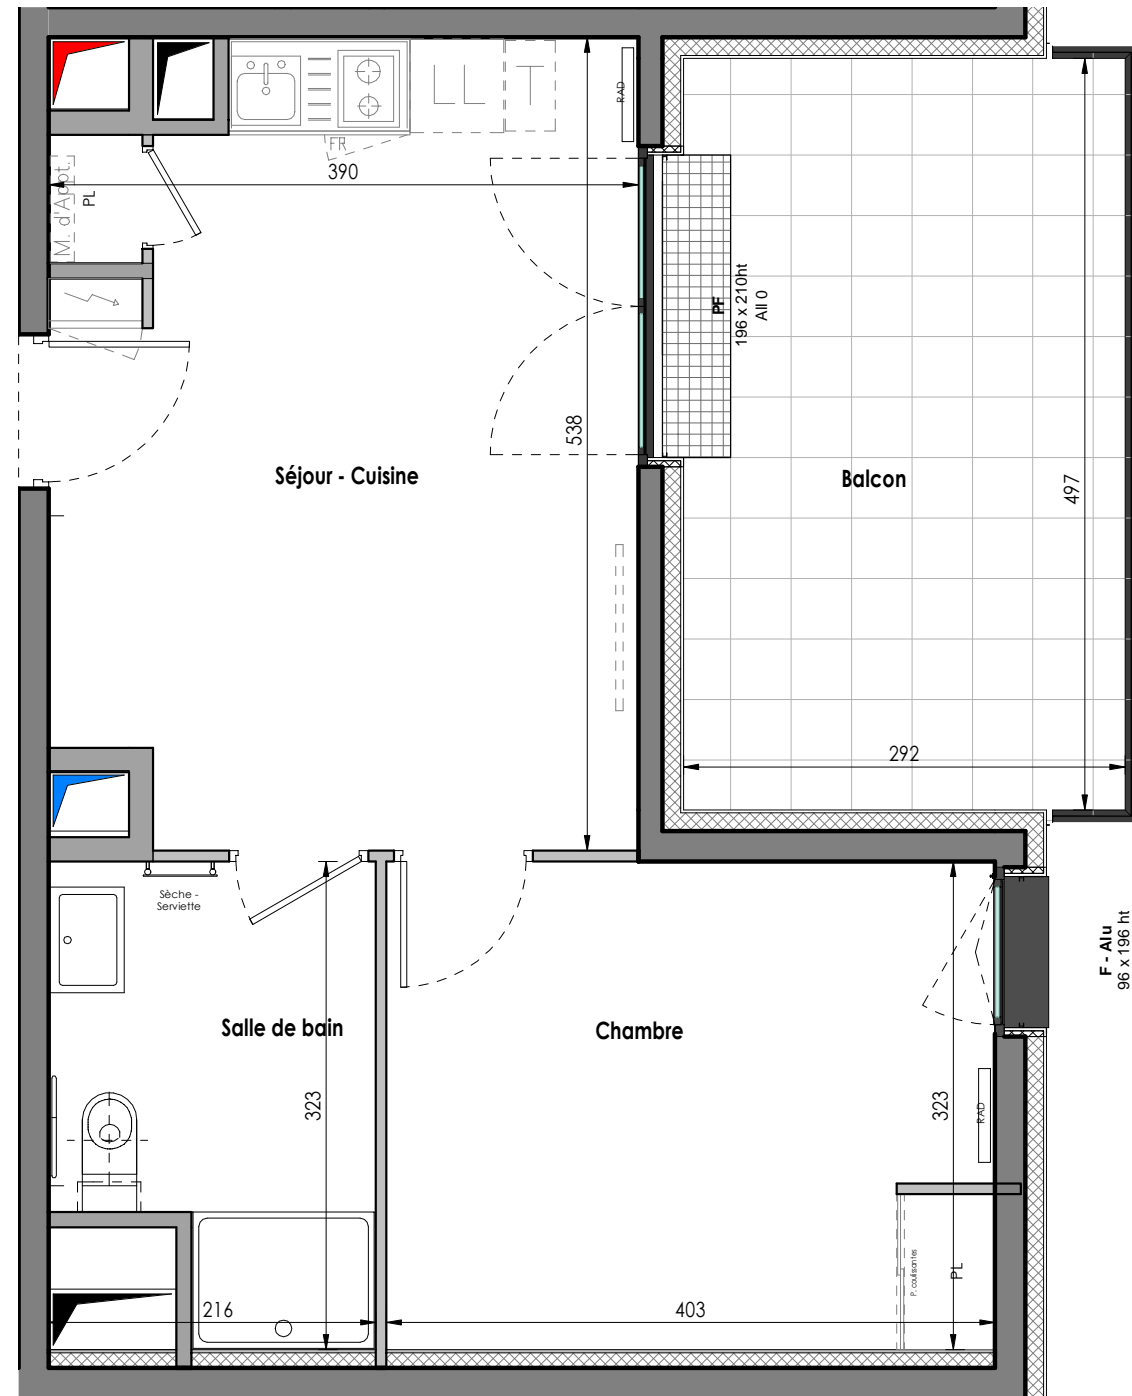 RAD
LL
T
FR
390
M. d'Appt.
PL
PF
196 x 210ht
All 0
538
Séjour - Cuisine
Balcon
497
292
Sèche -
Serviette
F - Alu
96 x 196 ht
Salle de bain
Chambre
323
323
RAD
P. coulissantes
PL
216
403